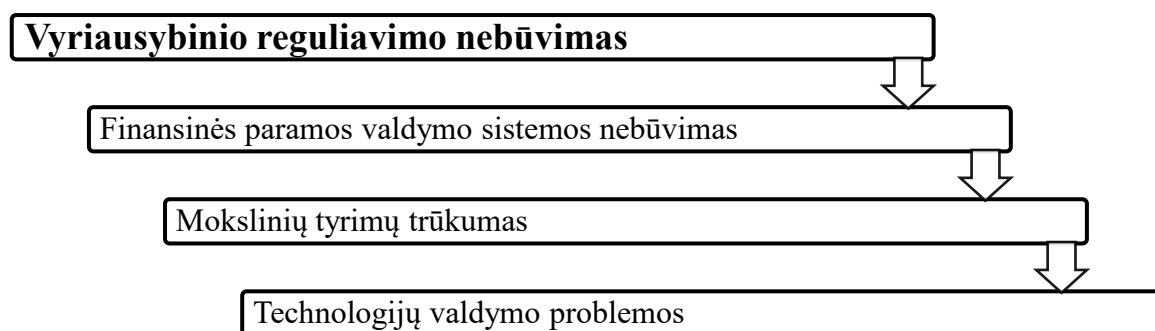 Vyriausybinio reguliavimo nebūvimas
Finansinės paramos valdymo sistemos nebūvimas
Mokslinių tyrimų trūkumas
Technologijų valdymo problemos